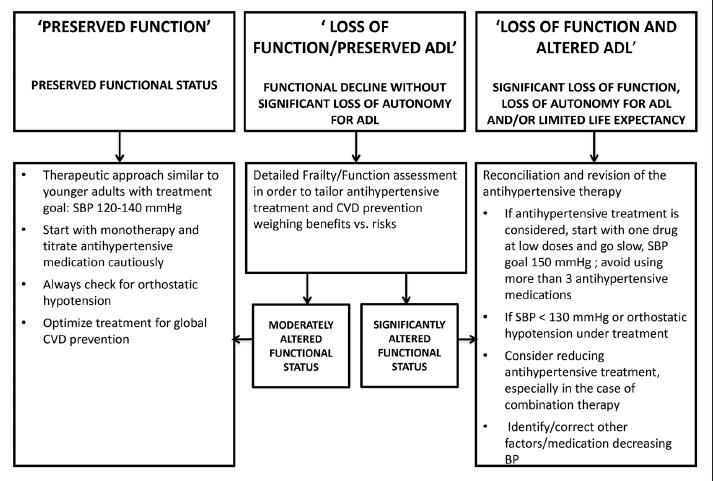 ‘PRESERVED FUNCTION’
PRESERVED FUNCTIONAL STATUS
‘ LOSS OF
FUNCTION/PRESERVED ADL’
FUNCTIONAL DECLINE WITHOUT
SIGNIFICANT LOSS OF AUTONOMY
FOR ADL
‘LOSS OF FUNCTION AND
ALTERED ADL’
SIGNIFICANT LOSS OF FUNCTION,
LOSS OF AUTONOMY FOR ADL
AND/OR LIMITED LIFE EXPECTANCY
• Therapeutic approach similar to
younger adults with treatment
goal: SBP 120-140 mmHg
• Start with monotherapy and
titrate antihypertensive
medication cautiously
• Always check for orthostatic
hypotension
• Optimize treatment for global
CVD prevention
Detailed Frailty/Function assessment
in order to tailor antihypertensive
treatment and CVD prevention
weighing benefits vs. risks
MODERATELY
ALTERED
FUNCTIONAL
STATUS
SIGNIFICANTLY
ALTERED
FUNCTIONAL
STATUS
Reconciliation and revision of the
antihypertensive therapy
• If antihypertensive treatment is
considered, start with one drug
at low doses and go slow, SBP
goal 150 mmHg ; avoid using
more than 3 antihypertensive
medications
• If SBP < 130 mmHg or orthostatic
hypotension under treatment
• Consider reducing
antihypertensive treatment,
especially in the case of
combination therapy
• Identify/correct other
factors/medication decreasing
BP